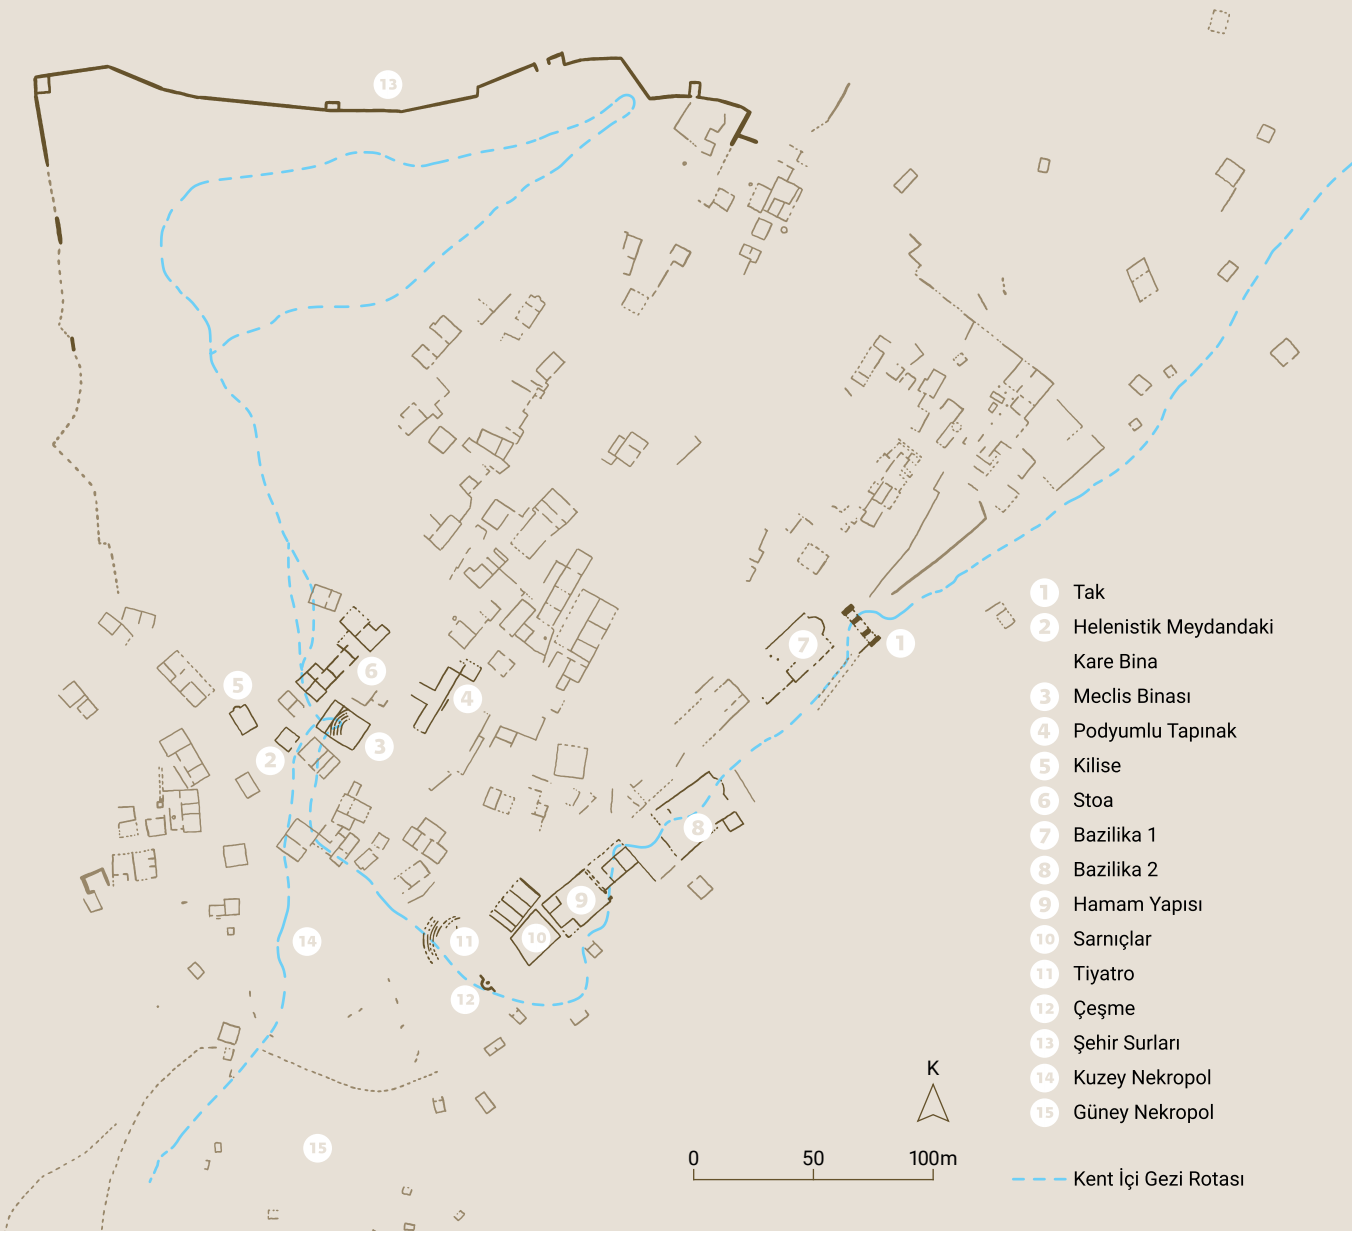 13
5
6
4
2
3
7
1
8
9
10
11
12
14
15
1 Tak
2 Helenistik Meydandaki
Kare Bina
3 Meclis Binası
4 Podyumlu Tapınak
5 Kilise
6 Stoa
7 Bazilika 1
8 Bazilika 2
9 Hamam Yapısı
10 Sarnıçlar
11 Tiyatro
12 Çeşme
13 Şehir Surları
14 Kuzey Nekropol
15 Güney Nekropol
K
0 50 100m
Kent İçi Gezi Rotası